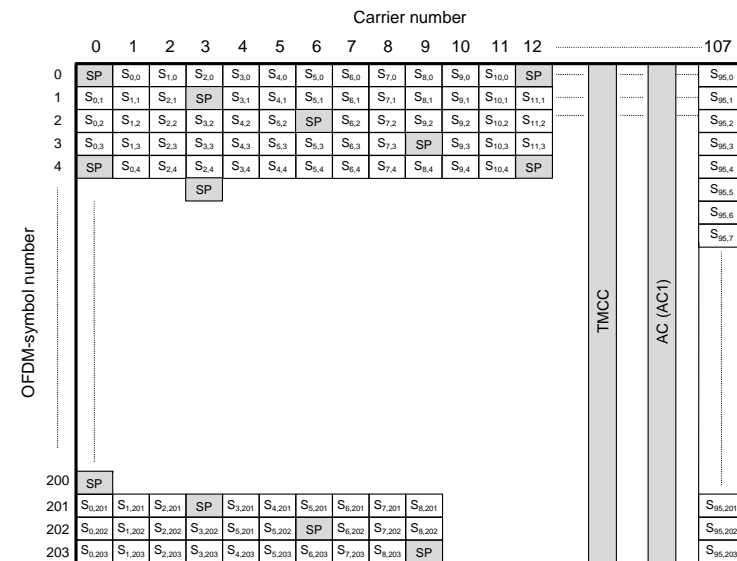 Carrier number
0 1 2 3 4 5 6 7 8 9 10 11 12 107
0 SP S0,0 S1,0 S2,0 S3,0 S4,0 S5,0 S6,0 S7,0 S8,0 S9,0 S10,0 SP S95,0
1 S0,1 S1,1 S2,1 SP S3,1 S4,1 S5,1 S6,1 S7,1 S8,1 S9,1 S10,1 S11,1 S95,1
2 S0,2 S1,2 S2,2 S3,2 S4,2 S5,2 SP S6,2 S7,2 S9,2 S9,2 S10,2 S11,2 S95,2
3 S0,3 S1,3 S2,3 S3,3 S4,3 S5,3 S5,3 S6,3 S7,3 SP S9,3 S10,3 S11,3 S95,3
4 SP S0,4 S1,4 S2,4 S3,4 S4,4 S5,4 S6,4 S7,4 S8,4 S9,4 S10,4 SP S95,4
SP S95,5
S95,6
S95,7
OFDM-symbol number
TMCC
AC (AC1)
200 SP
201 S0,201 S1,201 S2,201 SP S3,201 S4,201 S5,201 S6,201 S7,201 S8,201 S95,201
202 S0,202 S1,202 S2,202 S3,202 S5,201 S5,202 SP S6,202 S7,202 S8,202 S95,202
203 S0,203 S1,203 S2,203 S3,203 S4,203 S5,203 S6,203 S7,203 S8,203 SP S95,203